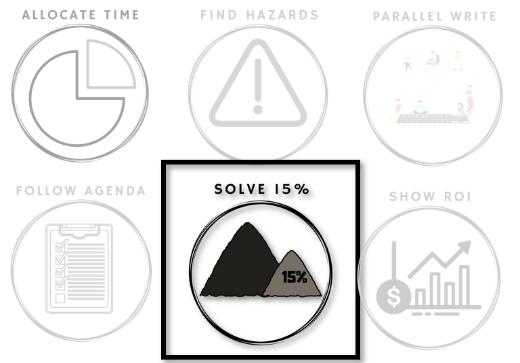 ALLOCATE TIME
FIND HAZARDS
PARALLEL WRITE
FOLLOW AGENDA
SOLVE 15%
SHOW ROI
15%
$